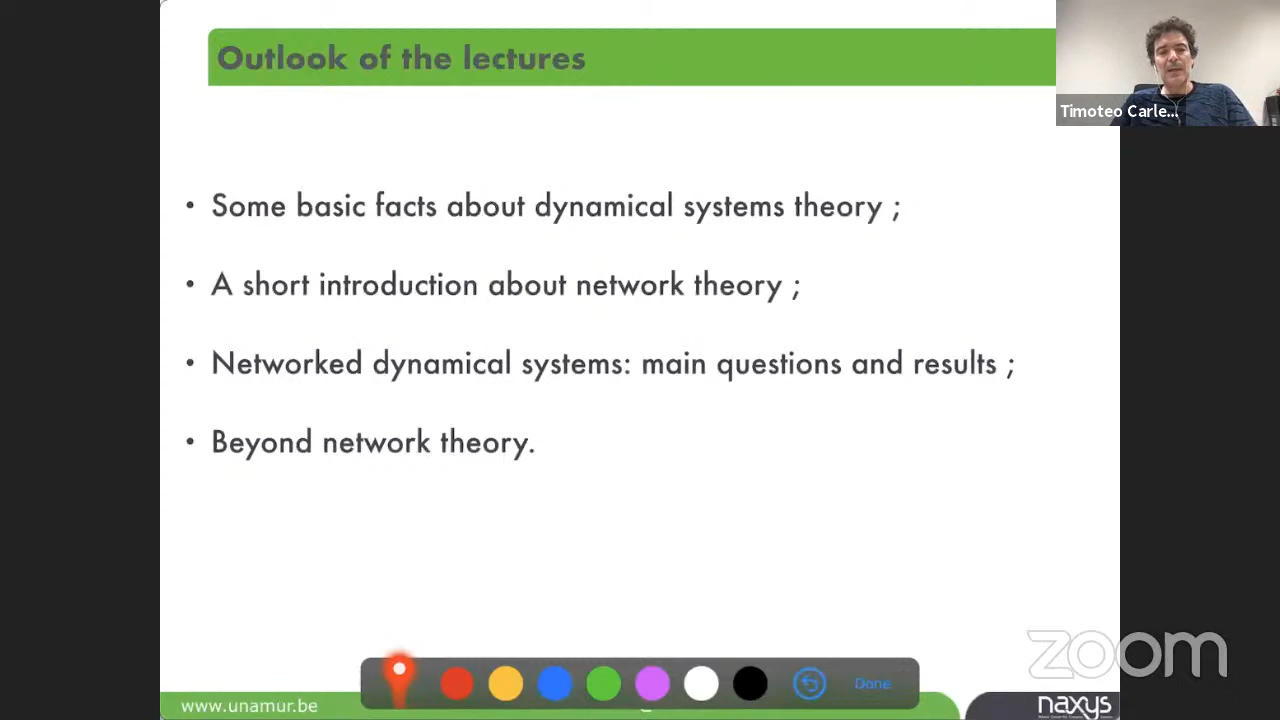 Outlook of the lectures
Timoteo Carle...
• Some basic facts about dynamical systems theory ;
• A short introduction about network theory ;
• Networked dynamical systems: main questions and results ;
• Beyond network theory.
zoom
Done
www.unamur.be
naxys